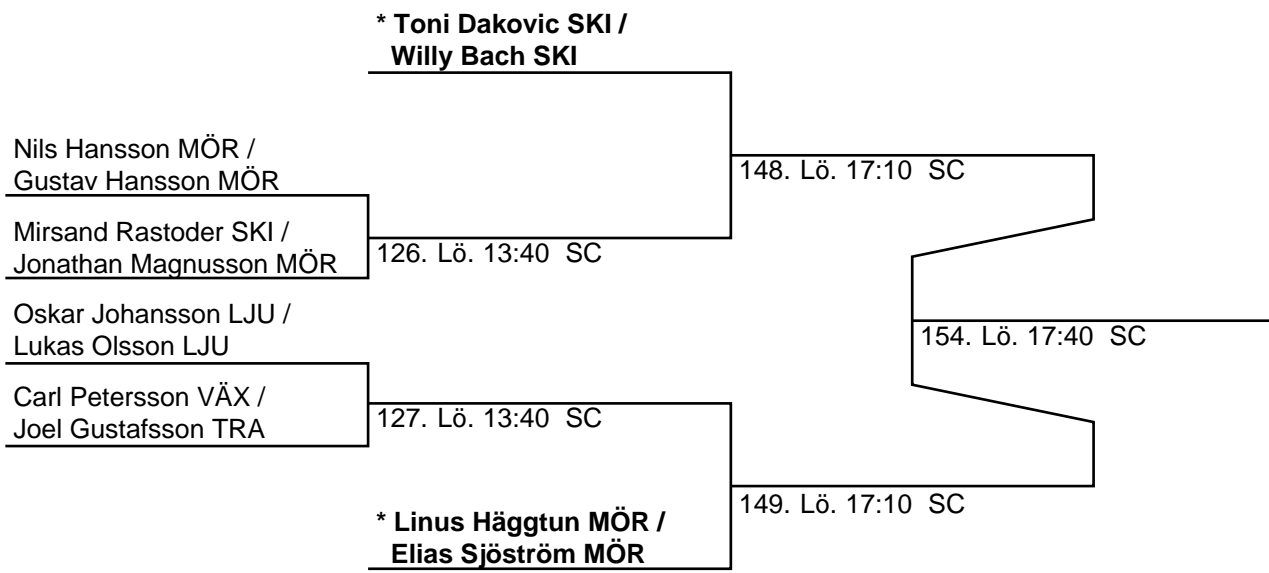 * Toni Dakovic SKI /
Willy Bach SKI
Nils Hansson MÖR /
Gustav Hansson MÖR
148. Lö. 17:10 SC
Mirsand Rastoder SKI /
Jonathan Magnusson MÖR
126. Lö. 13:40 SC
Oskar Johansson LJU /
Lukas Olsson LJU
154. Lö. 17:40 SC
Carl Petersson VÄX /
Joel Gustafsson TRA
127. Lö. 13:40 SC
149. Lö. 17:10 SC
* Linus Häggtun MÖR /
Elias Sjöström MÖR